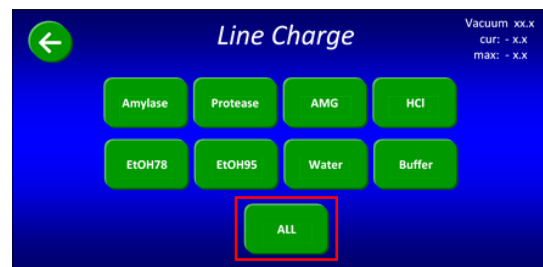 Line Charge
Vacuum xx.x
cur: - x.x
max: - x.x
Amylase
Protease
AMG
HCl
EtOH78
EtOH95
Water
Buffer
ALL